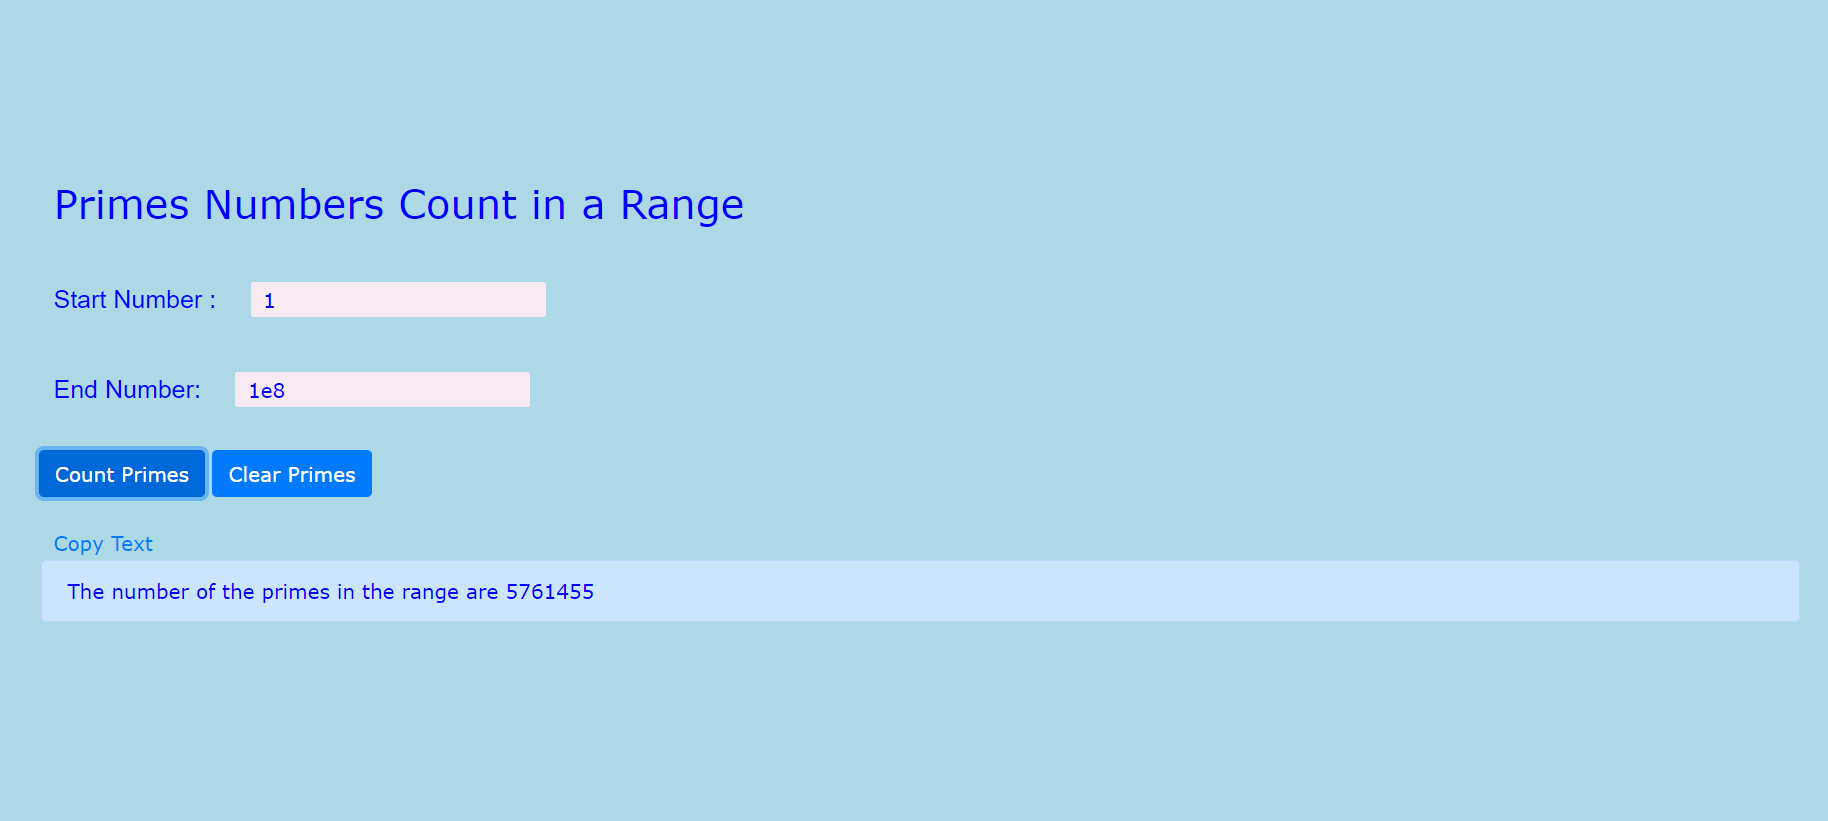 Primes Numbers Count in a Range
Start Number : 1
End Number: 1e8
Count Primes Clear Primes
Copy Text
The number of the primes in the range are 5761455